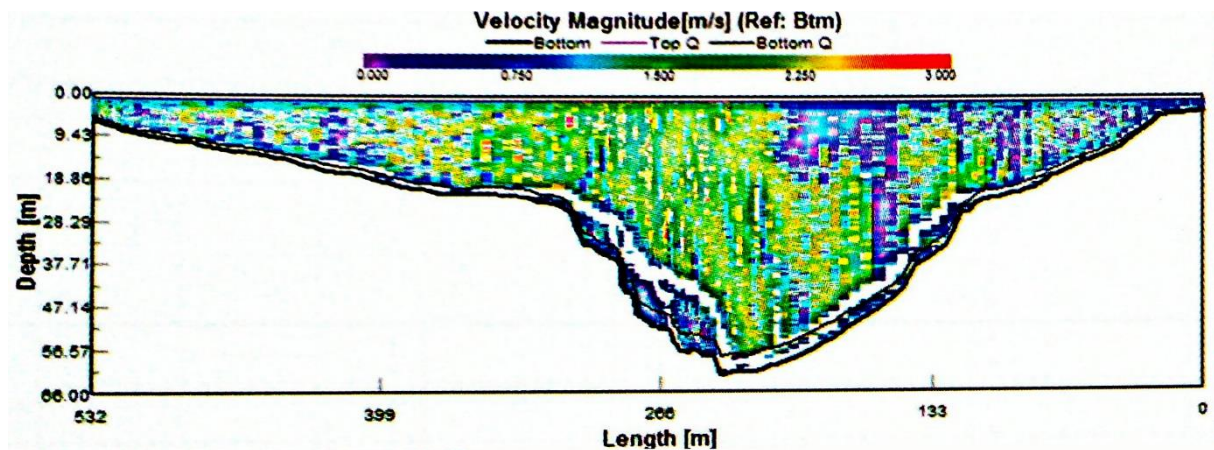 Velocity Magnitude[m/s] (Ref: Btm)
Bottom Top Q Bottom Q
0.000 0.750 1.500 2.250 3.000
0.00
9.43
18.86
28.29
37.71
47.14
56.57
66.00
Depth [m]
532 399 266 133 0
Length [m]